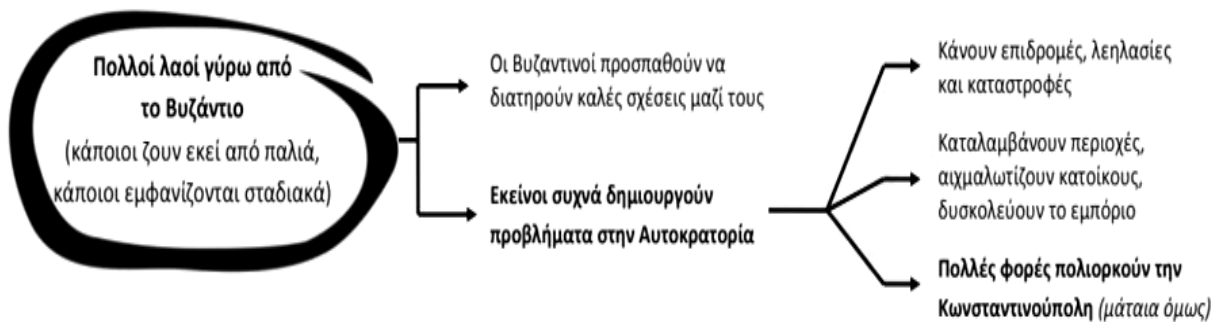 Πολλοί λαοί γύρω από
το Βυζάντιο
(κάποιοι ζουν εκεί από παλιά,
κάποιοι εμφανίζονται σταδιακά)
Οι Βυζαντινοί προσπαθούν να
διατηρούν καλές σχέσεις μαζί τους
Εκείνοι συχνά δημιουργούν
προβλήματα στην Αυτοκρατορία
Κάνουν επιδρομές, λεηλασίες
και καταστροφές
Καταλαμβάνουν περιοχές,
αιχμαλωτίζουν κατοίκους,
δυσκολεύουν το εμπόριο
Πολλές φορές πολιορκούν την
Κωνσταντινούπολη (μάταια όμως)